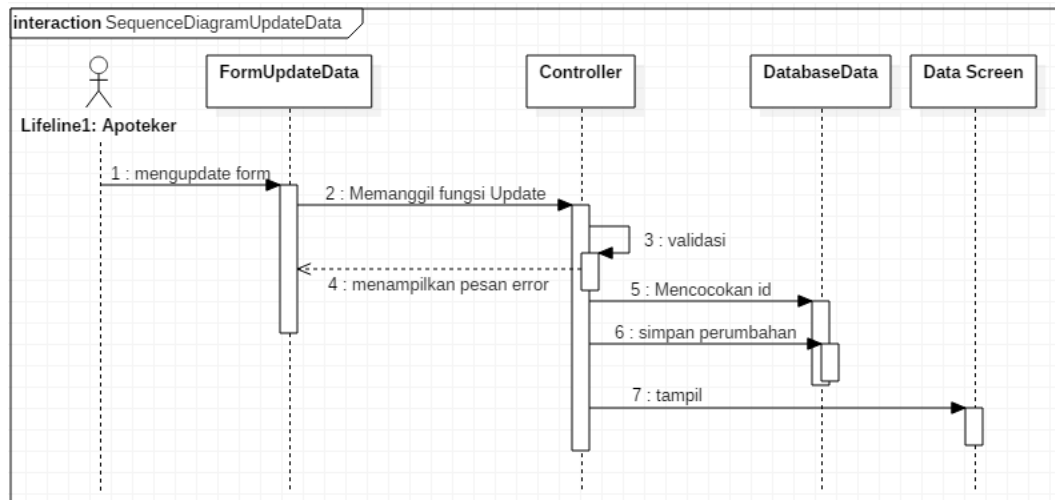 interaction SequenceDiagramUpdateData
FormUpdateData
Controller
DatabaseData
Data Screen
Lifeline1: Apoteker
1 : mengupdate form
2 : Memanggil fungsi Update
3 : validasi
4 : menampilkan pesan error
5 : Mencocokan id
6 : simpan perumbahan
7 : tampil